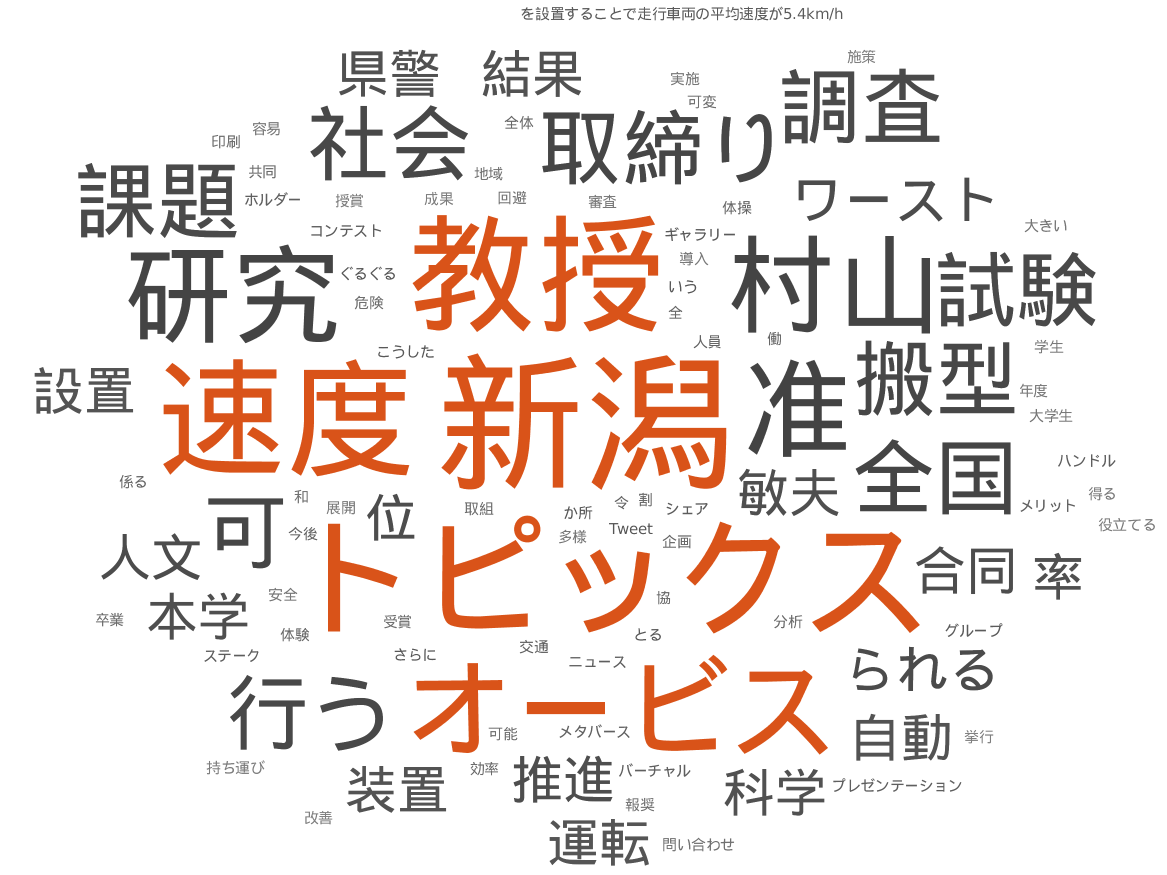 を設置することで走行車両の平均速度が5.4km/h
県警 結果 実施 施策
可変 調査
印刷 容易 社会 全体 取締り
課題 共同 地域
ホルダー 授賞 成果 回避 審査 体操 ワースト
コンテスト 教授 ギャラリー 大きい
研究 ぐるぐる 導入 村山 試験
危険 いう
全
こうした 人員 働 学生
設置 速度 新潟 准 搬型 年度
大学生
全国 ハンドル
係る 敏夫 得る
和 展開 位 取組 か所 令 割 シェア メリット 役立てる
可 今後 多様 Tweet 企画
人文 トピックス 合同 率
本学 安全 協
卒業 体験 受賞 分析 グループ
ステーク さらに 交通 ニュース とる られる
行う オービス
可能 メタバース 自動 挙行
持ち運び 効率 推進 バーチャル
装置 科学 プレゼンテーション
改善 報奨
運転 問い合わせ